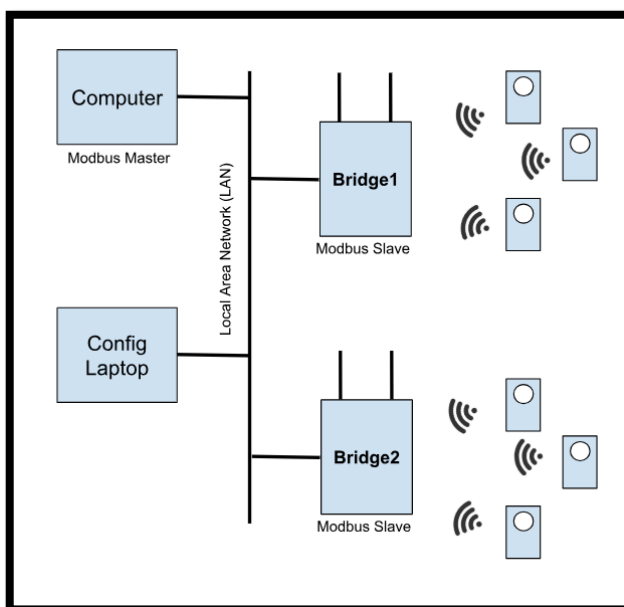 Computer
Modbus Master
Local Area Network (LAN)
Bridge1
Modbus Slave
Config
Laptop
Bridge2
Modbus Slave